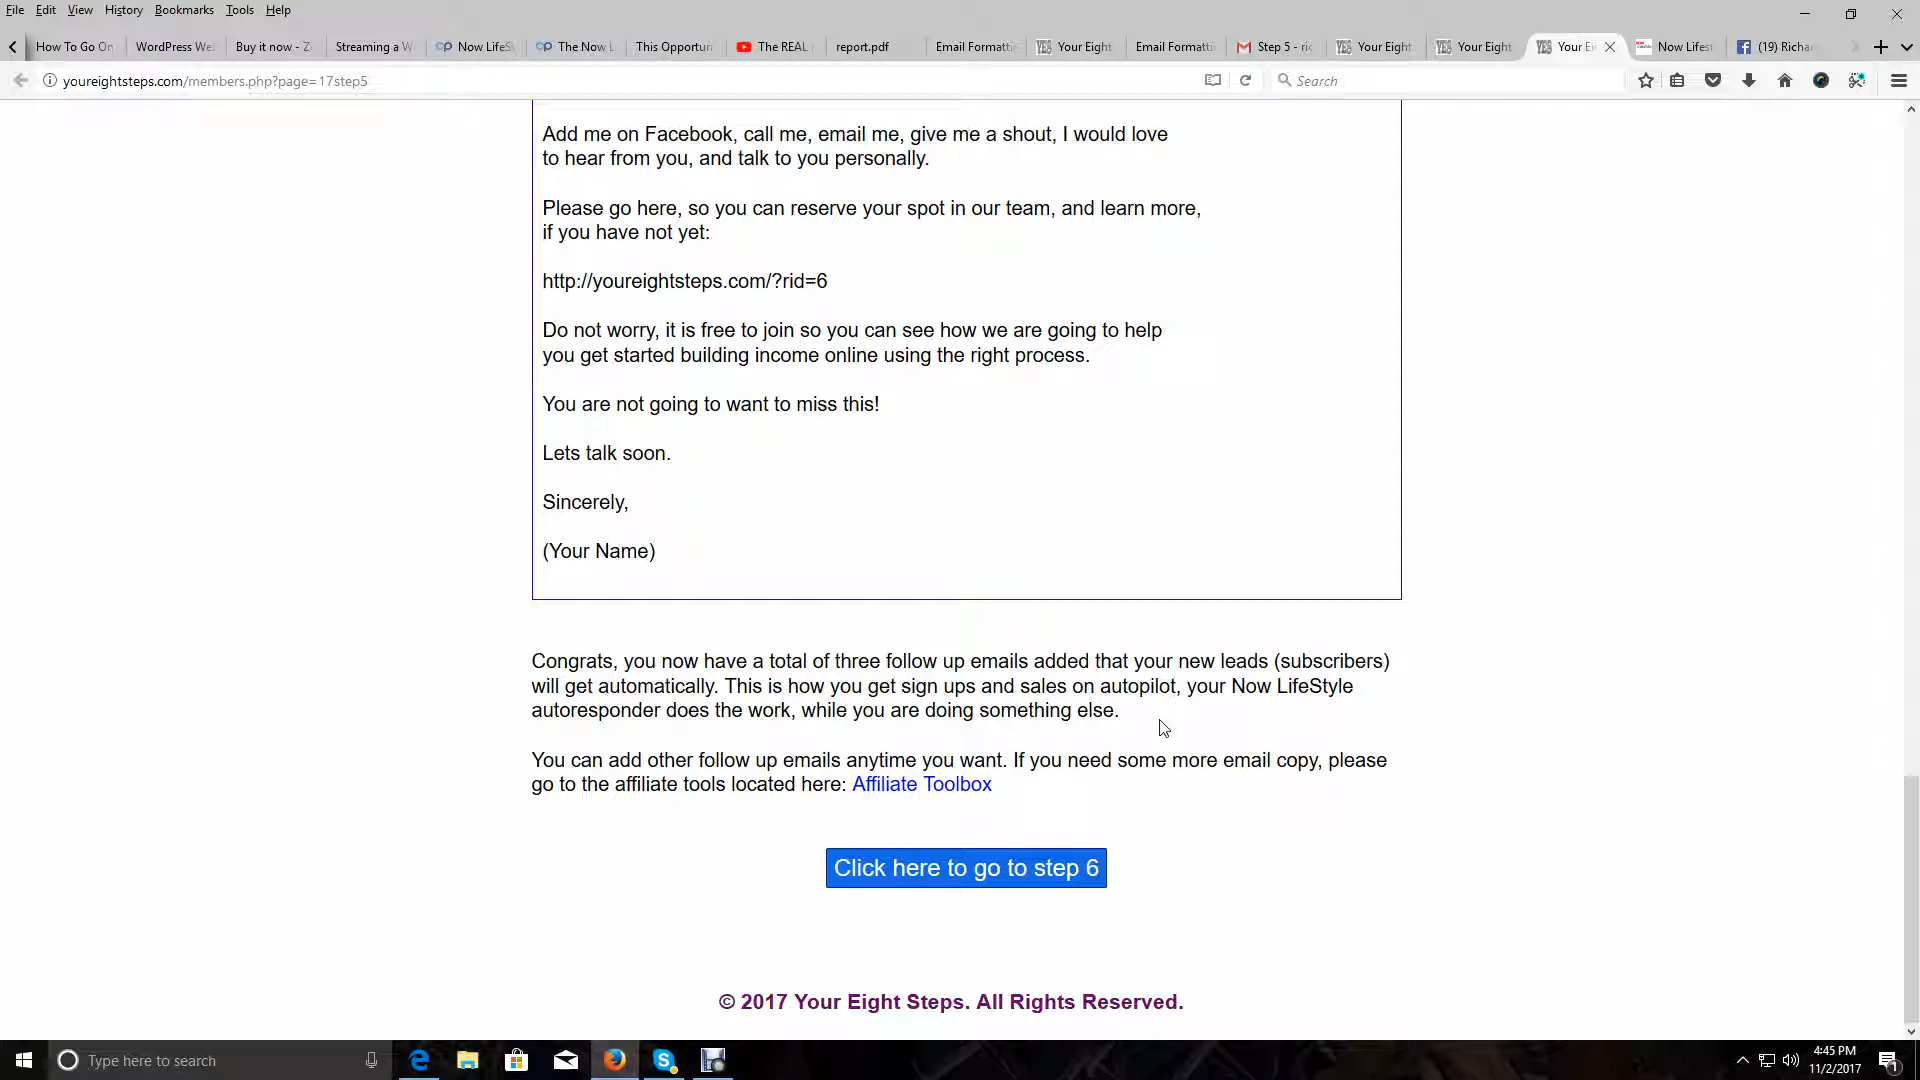 File Edit View History Bookmarks Tools Help
How To Go On
WordPress We
Buy it now - Z
Streaming a W
Now LifeS
The Now L
This Opportun
The REAL
report.pdf
Email Formatti
Your Eight
Email Formatti
Step 5 - ric
Your Eight
Your Eight
Your Ei
Now Lifest
(19) Richa
youreightsteps.com/members.php?page=17step5
Search
Add me on Facebook, call me, email me, give me a shout, I would love
to hear from you, and talk to you personally.
Please go here, so you can reserve your spot in our team, and learn more,
if you have not yet:
http://youreightsteps.com/?rid=6
Do not worry, it is free to join so you can see how we are going to help
you get started building income online using the right process.
You are not going to want to miss this!
Lets talk soon.
Sincerely,
(Your Name)
Congrats, you now have a total of three follow up emails added that your new leads (subscribers)
will get automatically. This is how you get sign ups and sales on autopilot, your Now LifeStyle
autoresponder does the work, while you are doing something else.
You can add other follow up emails anytime you want. If you need some more email copy, please
go to the affiliate tools located here: Affiliate Toolbox
Click here to go to step 6
© 2017 Your Eight Steps. All Rights Reserved.
Type here to search
4:45 PM
11/2/2017